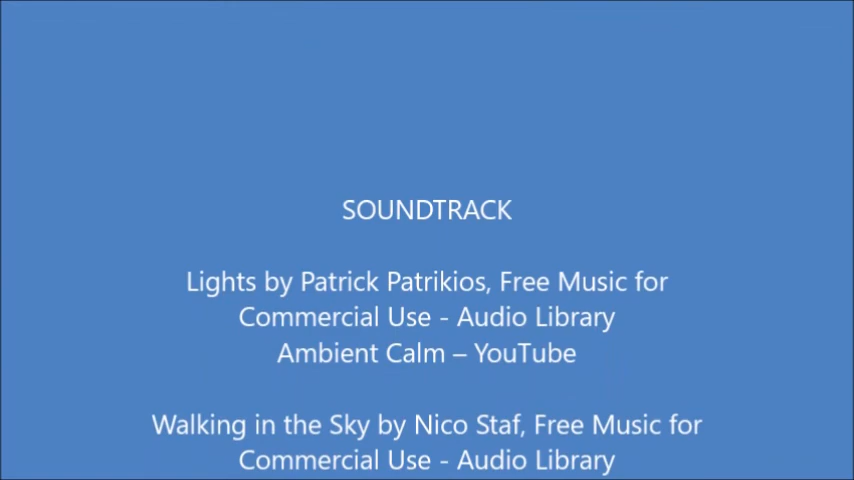 SOUNDTRACK
Lights by Patrick Patrikios, Free Music for
Commercial Use - Audio Library
Ambient Calm – YouTube
Walking in the Sky by Nico Staf, Free Music for
Commercial Use - Audio Library